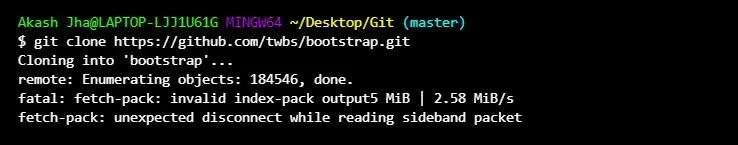 Akash Jha@LAPTOP-LJJ1U61G MINGW64 ~/Desktop/Git (master)
$ git clone https://github.com/twbs/bootstrap.git
Cloning into 'bootstrap'...
remote: Enumerating objects: 184546, done.
fatal: fetch-pack: invalid index-pack output5 MiB | 2.58 MiB/s
fetch-pack: unexpected disconnect while reading sideband packet